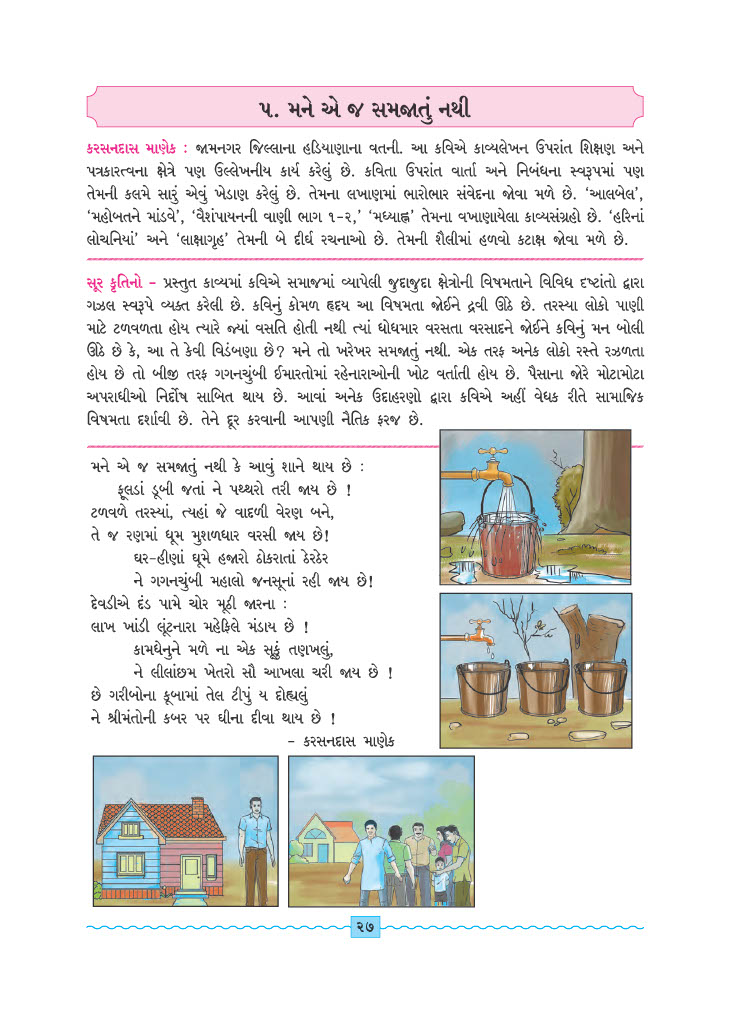 ૫. મને એ જ સમજાતું નથી
કરસનદાસ માણેક : જામનગર જિલ્લાના હડિયાણાના વતની. આ કવિએ કાવ્યલેખન ઉપરાંત શિક્ષણ અને
પત્રકારત્વના ક્ષેત્રે પણ ઉલ્લેખનીય કાર્ય કરેલું છે. કવિતા ઉપરાંત વાર્તા અને નિબંધના સ્વરૂપમાં પણ
તેમની કલમે સારું એવું ખેડાણ કરેલું છે. તેમના લખાણમાં ભારોભાર સંવેદના જોવા મળે છે. ‘આલબેલ’,
‘મહોબતને માંડવે’, ‘વૈશંપાયનની વાણી ભાગ ૧-૨,’ ‘મધ્યાહ્ન’ તેમના વખાણાયેલા કાવ્યસંગ્રહો છે. ‘હરિનાં
લોચનિયાં’ અને ‘લાક્ષાગૃહ’ તેમની બે દીર્ઘ રચનાઓ છે. તેમની શૈલીમાં હળવો કટાક્ષ જોવા મળે છે.
સૂર કૃતિનો – પ્રસ્તુત કાવ્યમાં કવિએ સમાજમાં વ્યાપેલી જુદાજુદા ક્ષેત્રોની વિષમતાને વિવિધ દષ્ટાંતો દ્વારા
ગઝલ સ્વરૂપે વ્યક્ત કરેલી છે. કવિનું કોમળ હૃદય આ વિષમતા જોઈને દ્રવી ઊઠે છે. તરસ્યા લોકો પાણી
માટે ટળવળતા હોય ત્યારે જ્યાં વસતિ હોતી નથી ત્યાં ધોધમાર વરસતા વરસાદને જોઈને કવિનું મન બોલી
ઊઠે છે કે, આ તે કેવી વિડંબણા છે? મને તો ખરેખર સમજાતું નથી. એક તરફ અનેક લોકો રસ્તે રઝળતા
હોય છે તો બીજી તરફ ગગનચુંબી ઈમારતોમાં રહેનારાઓની ખોટ વર્તાતી હોય છે. પૈસાના જોરે મોટામોટા
અપરાધીઓ નિર્દોષ સાબિત થાય છે. આવાં અનેક ઉદાહરણો દ્વારા કવિએ અહીં વેધક રીતે સામાજિક
વિષમતા દર્શાવી છે. તેને દૂર કરવાની આપણી નૈતિક ફરજ છે.
મને એ જ સમજાતું નથી કે આવું શાને થાય છે :
ફૂલડાં ડૂબી જતાં ને પથ્થરો તરી જાય છે !
ટળવળે તરસ્યાં, ત્યહાં જે વાદળી વેરણ બને,
તે જ રણમાં ધૂમ મુશળધાર વરસી જાય છે!
ઘર-હીણાં ઘૂમે હજારો ઠોકરાતાં ઠેરઠેર
ને ગગનચુંબી મહાલો જનસૂનાં રહી જાય છે!
દેવડીએ દંડ પામે ચોર મૂઠી જારના :
લાખ ખાંડી લૂંટનારા મહેફિલે મંડાય છે !
કામધેનુને મળે ના એક સૂકું તણખલું,
ને લીલાંછમ ખેતરો સૌ આખલા ચરી જાય છે !
છે ગરીબોના કૂબામાં તેલ ટીપું ય દોહ્યલું
ને શ્રીમંતોની કબર પર ઘીના દીવા થાય છે !
– કરસનદાસ માણેક
૨૭